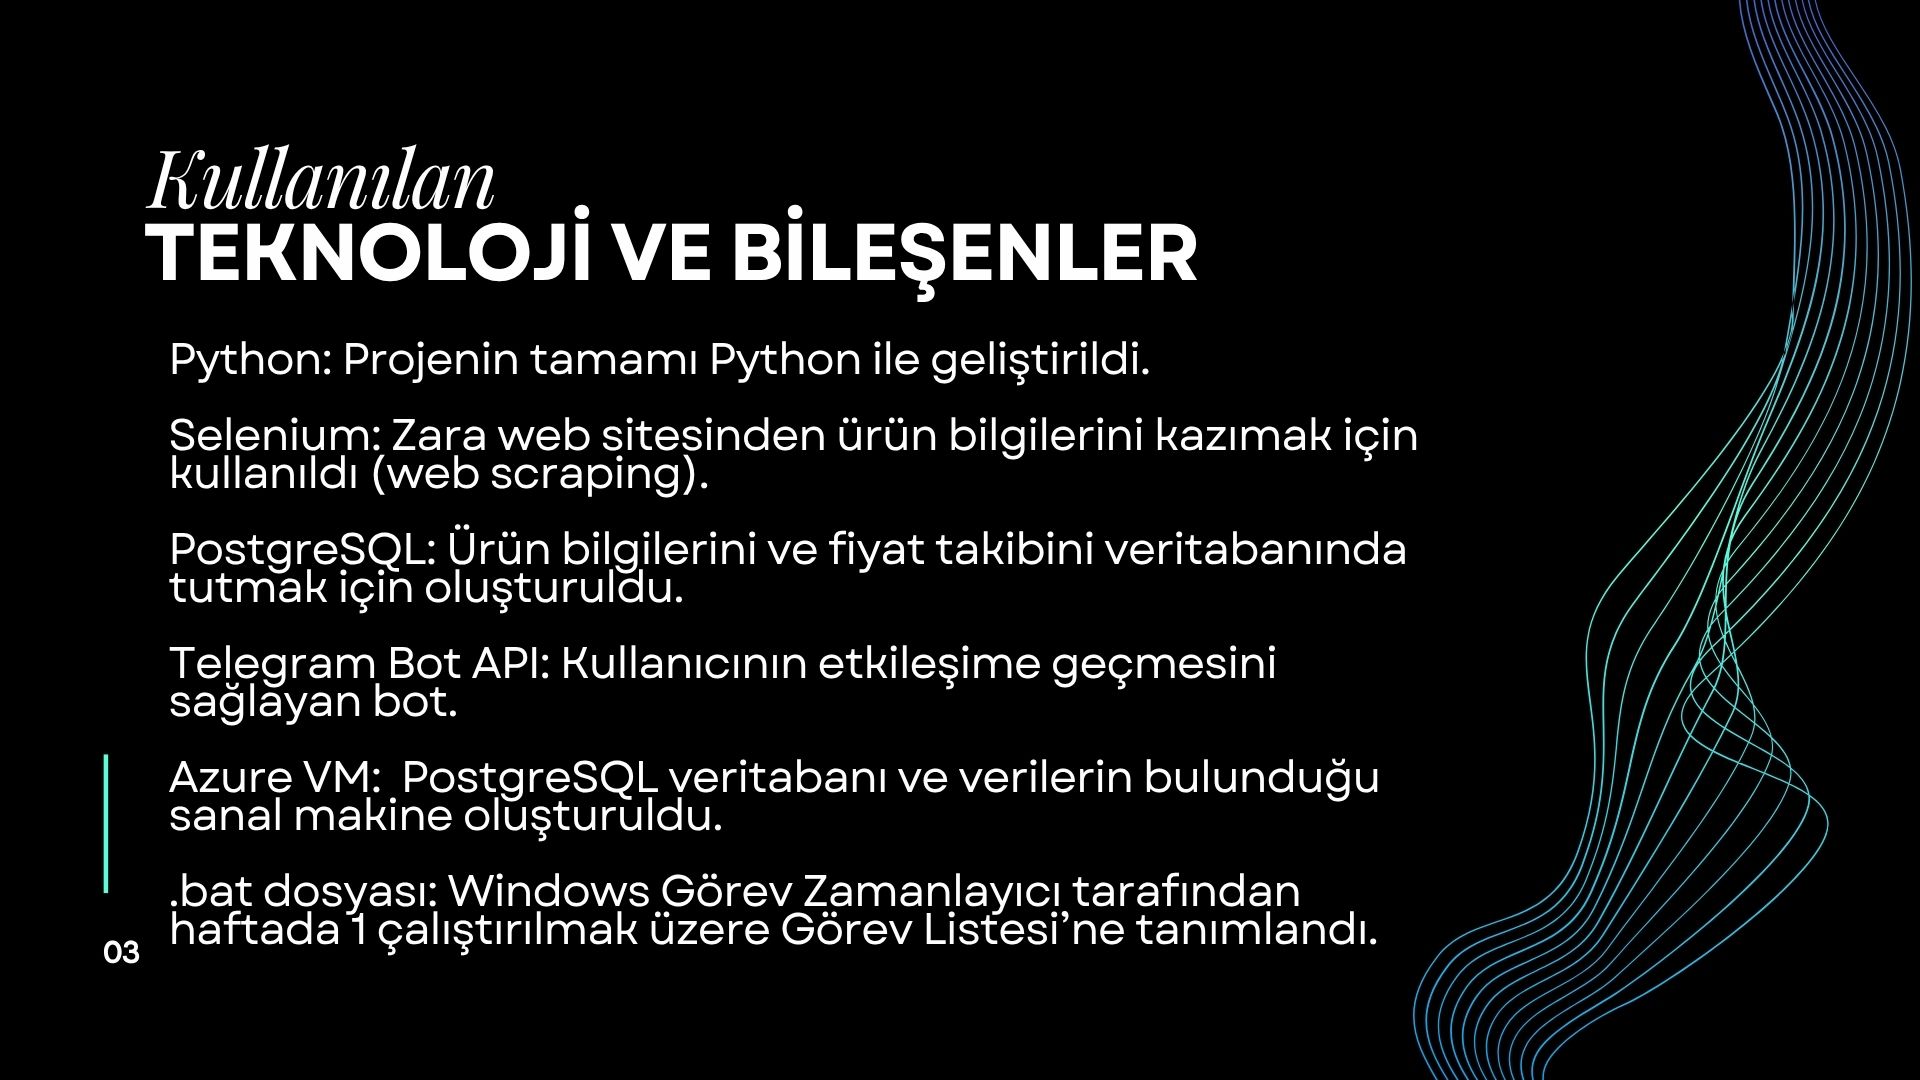 Kullanılan
TEKNOLOJİ VE BİLEŞENLER
Python: Projenin tamamı Python ile geliştirildi.
Selenium: Zara web sitesinden ürün bilgilerini kazımak için
kullanıldı (web scraping).
PostgreSQL: Ürün bilgilerini ve fiyat takibini veritabanında
tutmak için oluşturuldu.
Telegram Bot API: Kullanıcının etkileşime geçmesini
sağlayan bot.
Azure VM:  PostgreSQL veritabanı ve verilerin bulunduğu
sanal makine oluşturuldu.
.bat dosyası: Windows Görev Zamanlayıcı tarafından
haftada 1 çalıştırılmak üzere Görev Listesi’ne tanımlandı.
03